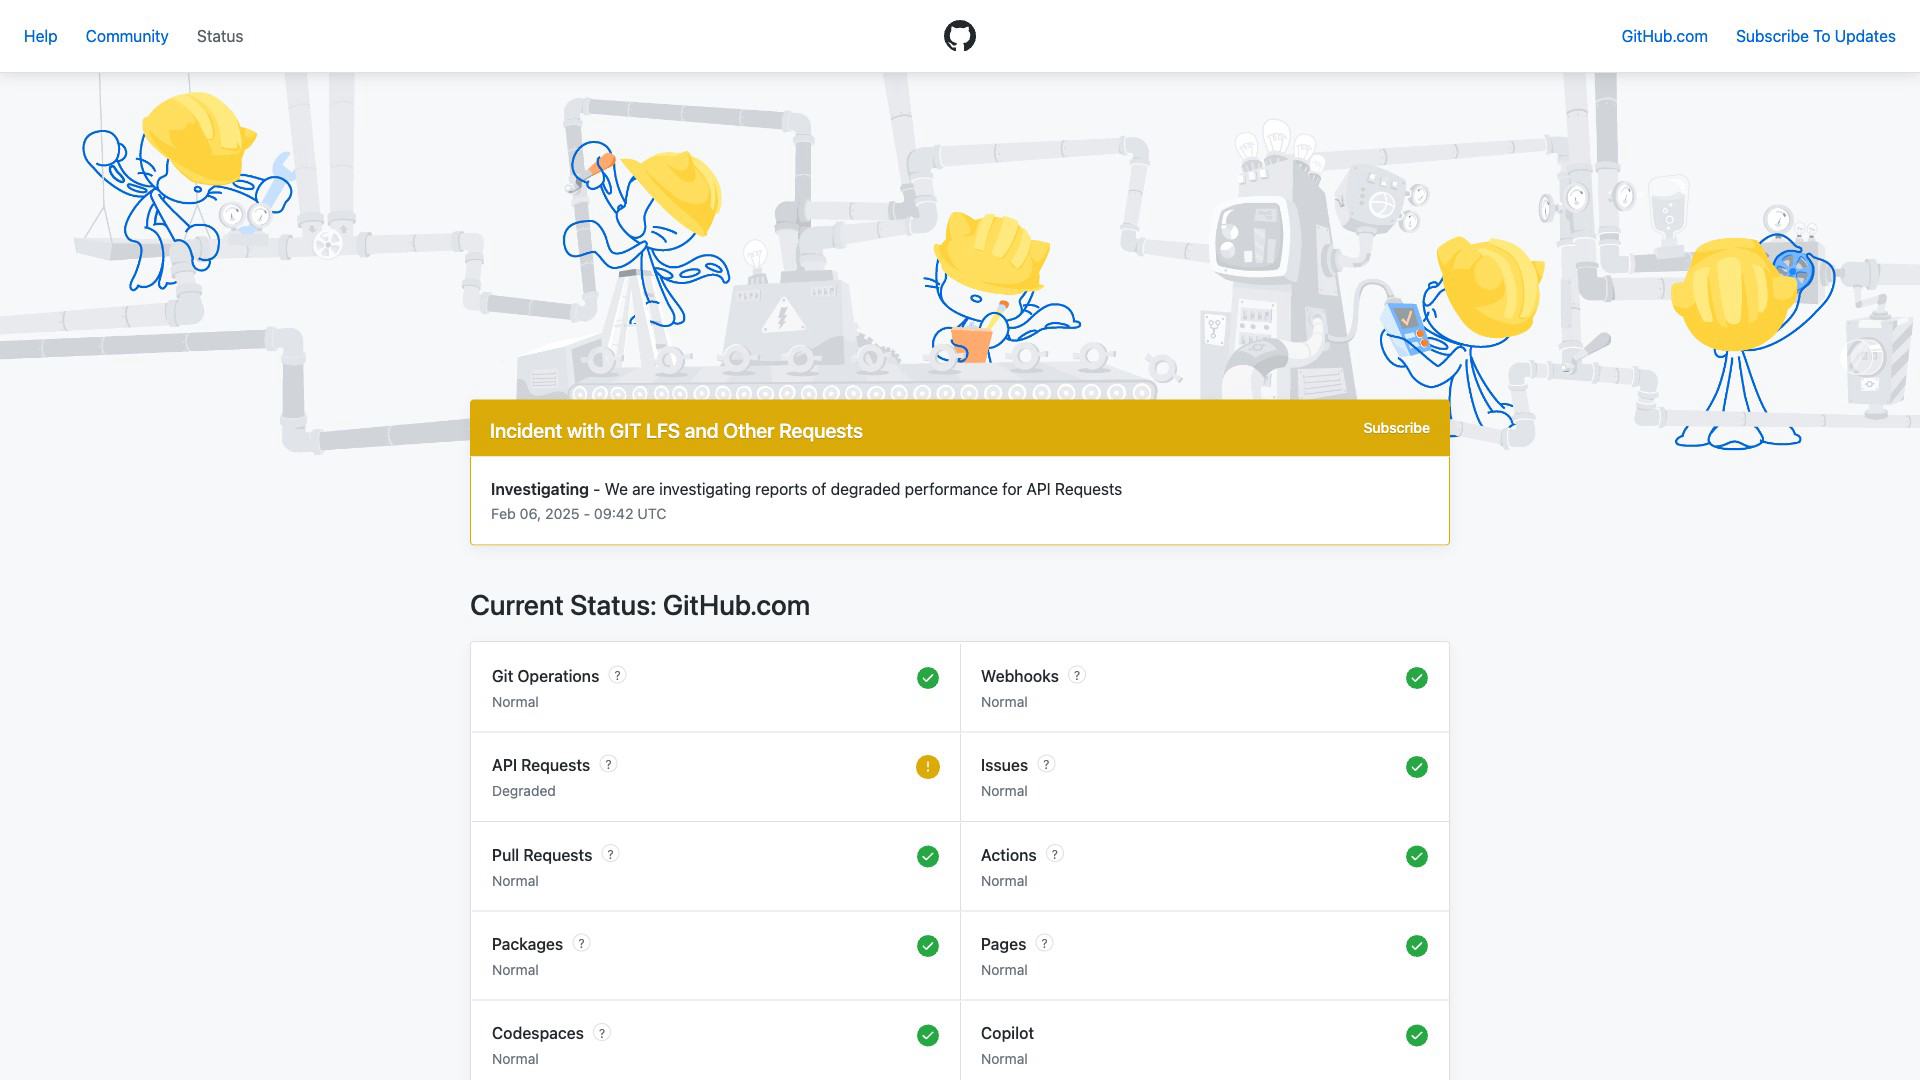 Help
Community
Status
GitHub.com
Subscribe To Updates
Incident with GIT LFS and Other Requests
Subscribe
Investigating - We are investigating reports of degraded performance for API Requests
Feb 06, 2025 - 09:42 UTC
Current Status: GitHub.com
Git Operations ?
Normal
Webhooks ?
Normal
API Requests ?
Degraded
Issues ?
Normal
Pull Requests ?
Normal
Actions ?
Normal
Packages ?
Normal
Pages ?
Normal
Codespaces ?
Normal
Copilot
Normal